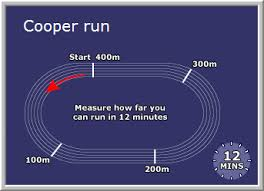 Cooper run
Start 400m
300m
Measure how far you
can run in 12 minutes
100m
200m
12
MINS